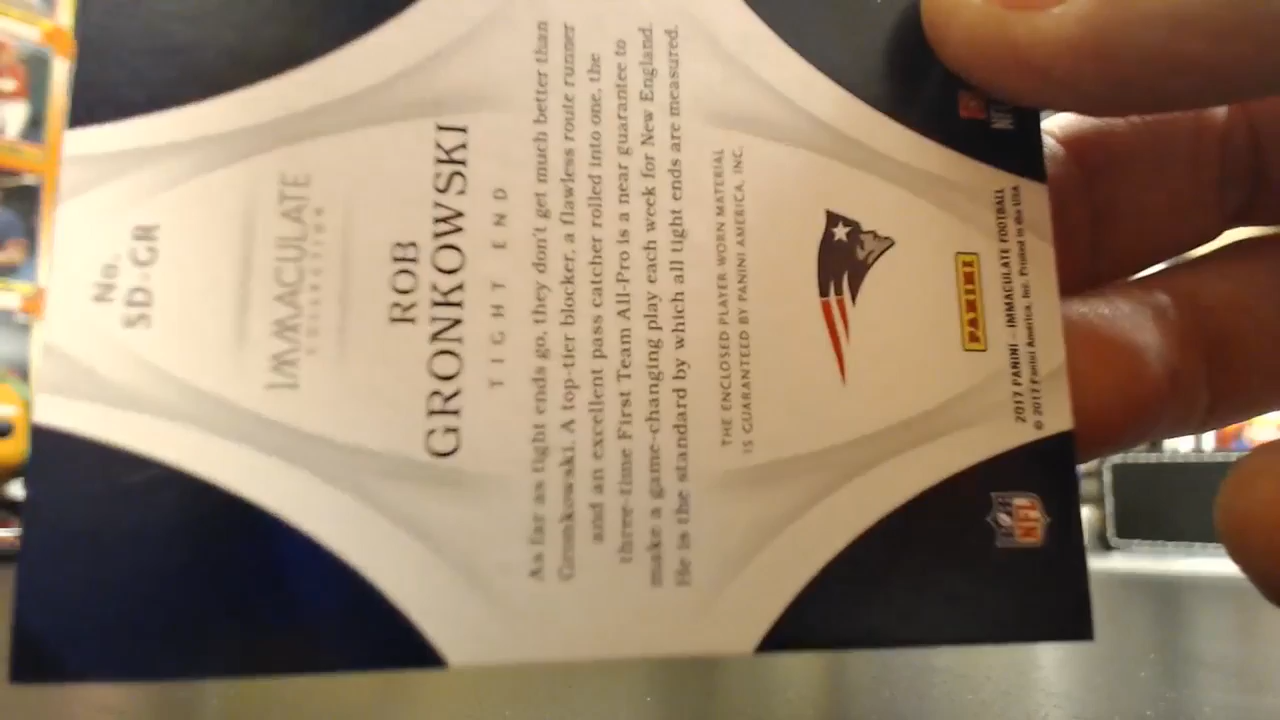 No.
SD-GR
IMMACULATE
COLLECTION
ROB
GRONKOWSKI
TIGHT END
As far as tight ends go, they don't get much better than
Gronkowski. A top-tier blocker, a flawless route runner
and an excellent pass catcher rolled into one, the
three-time First Team All-Pro is a near guarantee to
make a game-changing play each week for New England.
He is the standard by which all tight ends are measured.
THE ENCLOSED PLAYER WORN MATERIAL
IS GUARANTEED BY PANINI AMERICA, INC.
PANINI
2017 PANINI - IMMACULATE FOOTBALL
© 2017 Panini America, Inc. Printed in the USA
NFL